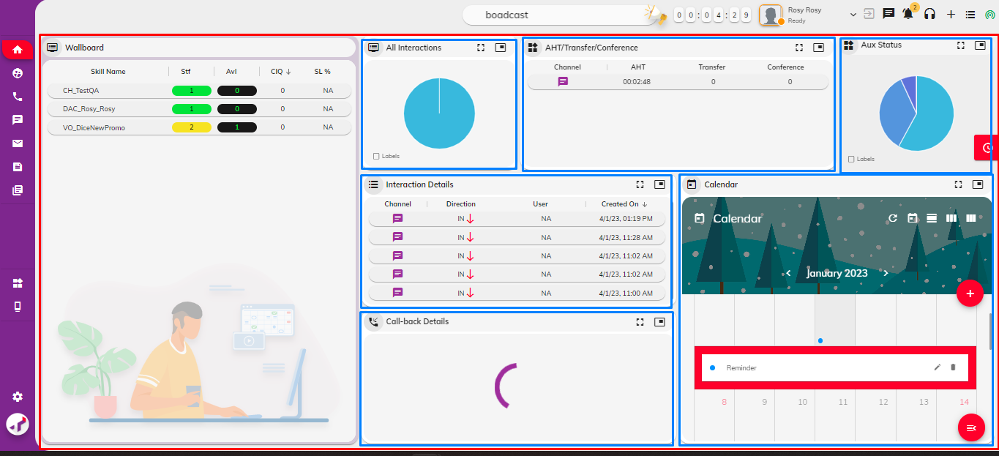 boadcast
0 0 : 0 4 : 2 9
Rosy Rosy
Ready
2
Wallboard
Skill Name Stf Avl CIQ ↓ SL %
CH_TestQA 1 0 0 NA
DAC_Rosy_Rosy 1 0 0 NA
VO_DiceNewPromo 2 1 0 NA
All Interactions
Labels
AHT/Transfer/Conference
Channel AHT Transfer Conference
00:02:48 0 0
Aux Status
Labels
Interaction Details
Channel Direction User Created On ↓
IN ↓ NA 4/1/23, 01:19 PM
IN ↓ NA 4/1/23, 11:28 AM
IN ↓ NA 4/1/23, 11:02 AM
IN ↓ NA 4/1/23, 11:02 AM
IN ↓ NA 4/1/23, 11:00 AM
Call-back Details
Calendar
Calendar
January 2023
Reminder
8 9 10 11 12 13 14